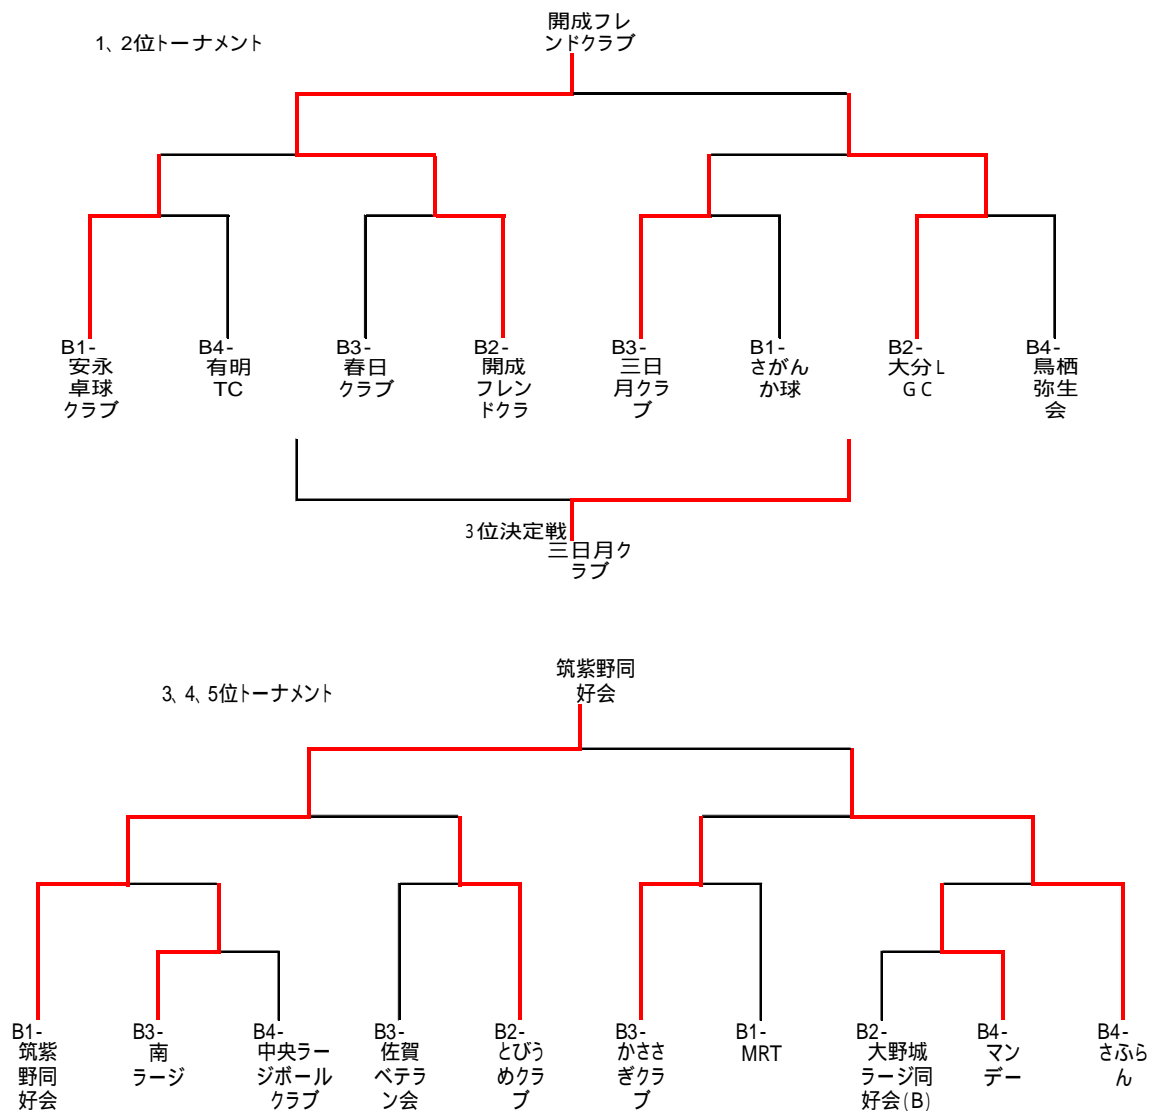 開成フレ
ンドクラブ
1、2位トーナメント
B1-
安永
卓球
クラブ
B4-
有明
TC
B3-
春日
クラブ
B2-
開成
フレン
ドクラ
B3-
三日
月クラ
ブ
B1-
さがん
か球
B2-
大分L
GC
B4-
鳥栖
弥生
会
3位決定戦
三日月ク
ラブ
筑紫野同
好会
3、4、5位トーナメント
B1-
筑紫
野同
好会
B3-
南
ラージ
B4-
中央ラー
ジボール
クラブ
B3-
佐賀
ベテラ
ン会
B2-
とびう
めクラ
ブ
B3-
かささ
ぎクラ
ブ
B1-
MRT
B2-
大野城
ラージ同
好会(B)
B4-
マン
デー
B4-
さふら
ん